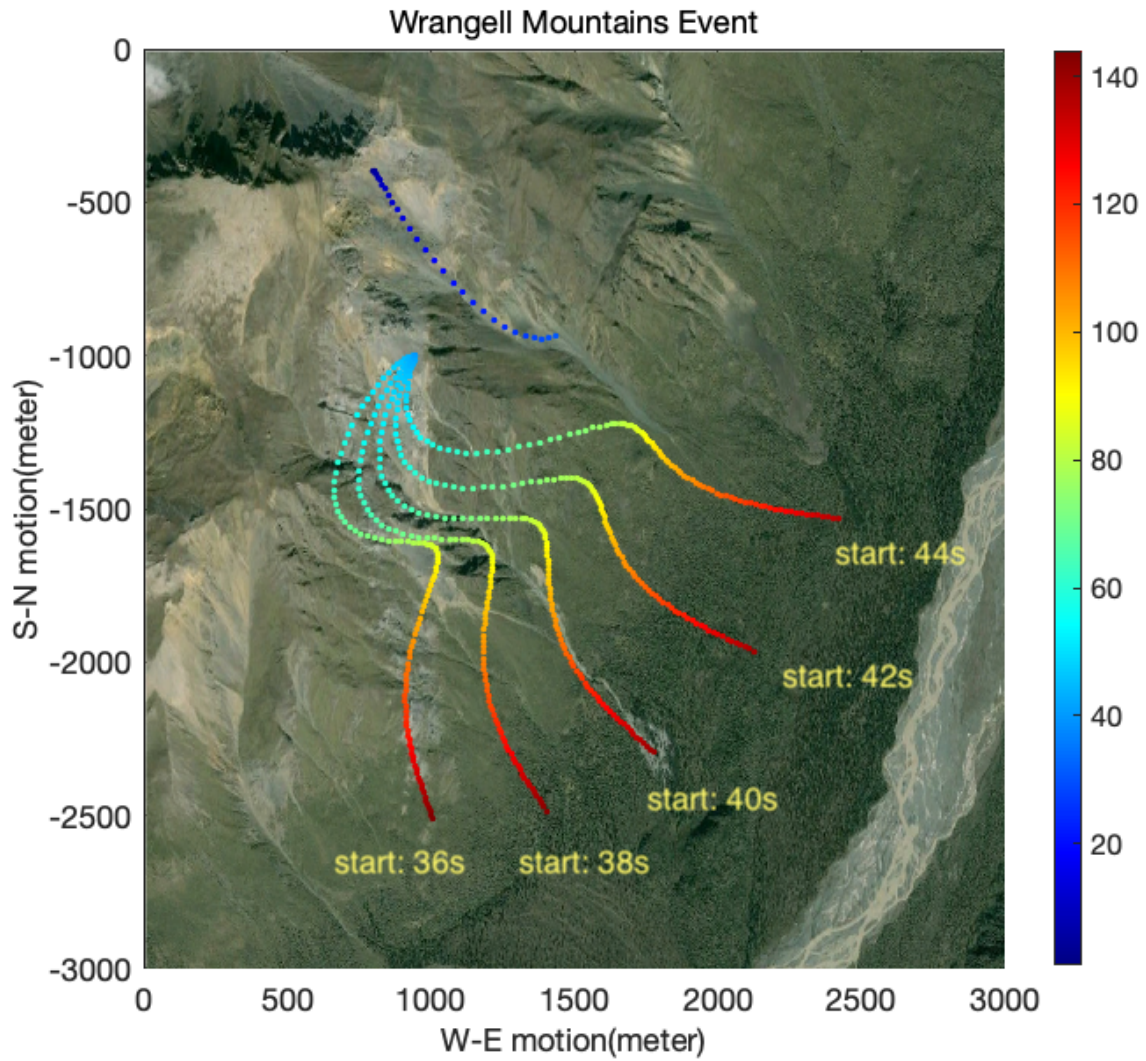 Wrangell Mountains Event
0
-500
-1000
-1500
-2000
-2500
-3000
S-N motion(meter)
0 500 1000 1500 2000 2500 3000
W-E motion(meter)
start: 44s
start: 42s
start: 40s
start: 36s
start: 38s
140
120
100
80
60
40
20